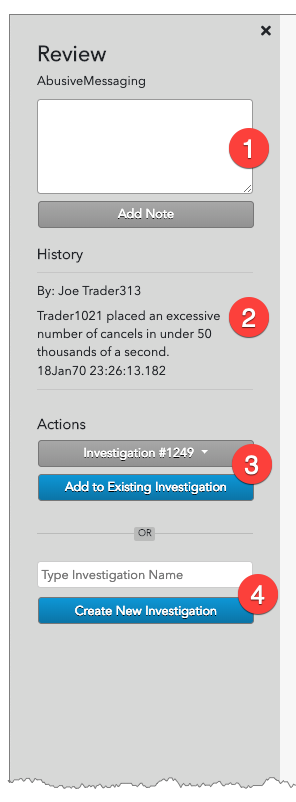 ×
Review
AbusiveMessaging
1
Add Note
History
By: Joe Trader313
Trader1021 placed an excessive
number of cancels in under 50
thousands of a second.
18Jan70 23:26:13.182
2
Actions
Investigation #1249
3
Add to Existing Investigation
OR
Type Investigation Name
4
Create New Investigation